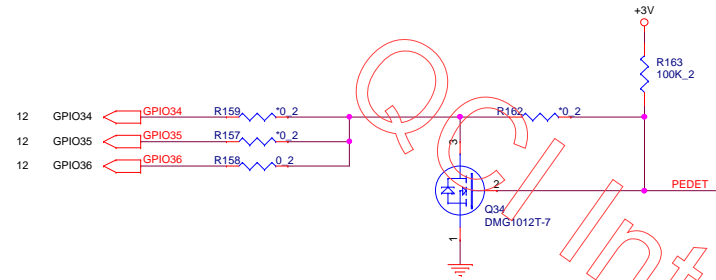 +3V
R163
100K_2
12 GPIO34 GPIO34 R159 *0_2 R162 *0_2
12 GPIO35 GPIO35 R157 *0_2
12 GPIO36 GPIO36 R158 0_2
3
2 PEDET
Q34
DMG1012T-7
1
QCI Int